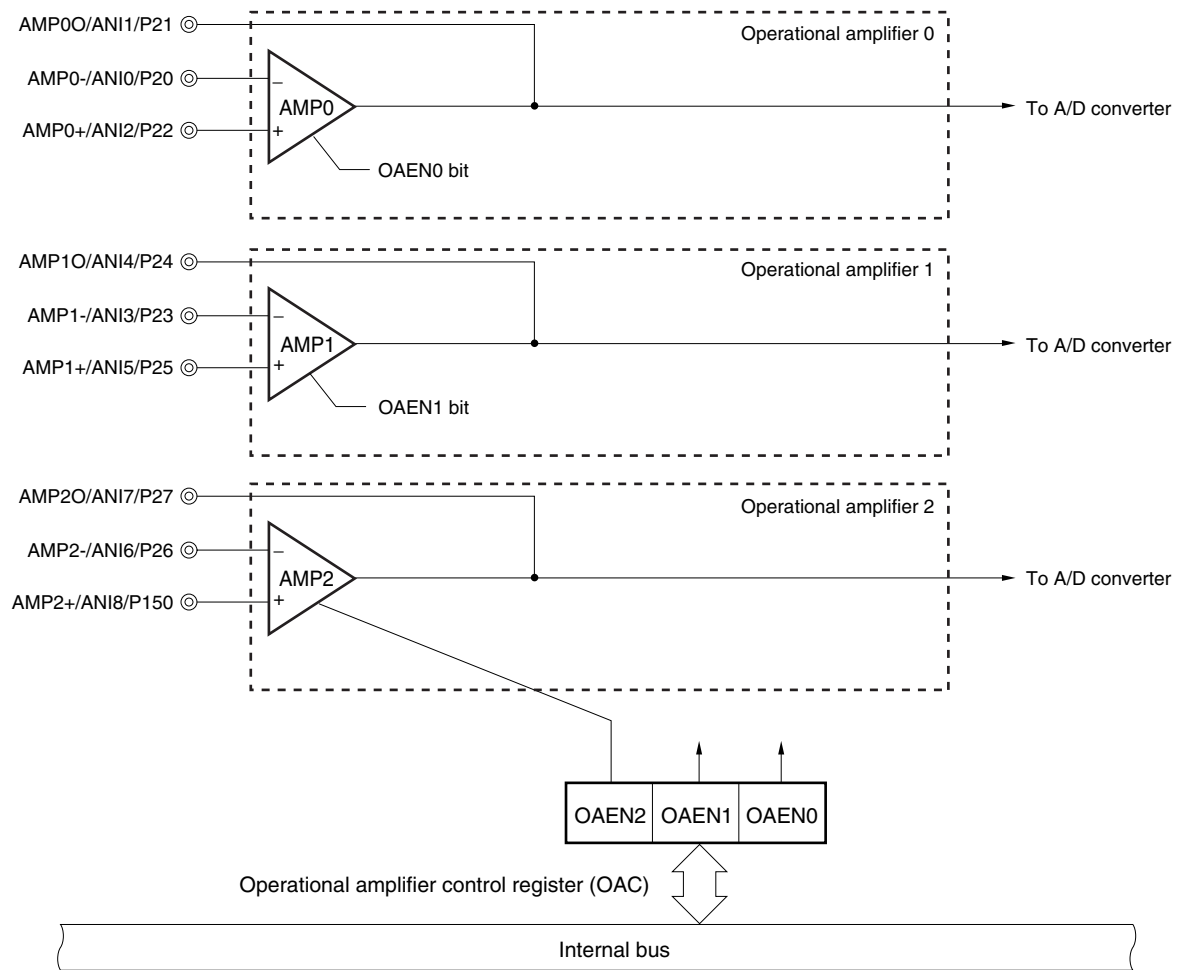 AMP0O/ANI1/P21
Operational amplifier 0
AMP0-/ANI0/P20
−
AMP0
To A/D converter
AMP0+/ANI2/P22
+
OAEN0 bit
AMP1O/ANI4/P24
Operational amplifier 1
AMP1-/ANI3/P23
−
AMP1
To A/D converter
AMP1+/ANI5/P25
+
OAEN1 bit
AMP2O/ANI7/P27
Operational amplifier 2
AMP2-/ANI6/P26
−
AMP2
To A/D converter
AMP2+/ANI8/P150
+
OAEN2 OAEN1 OAEN0
Operational amplifier control register (OAC)
Internal bus